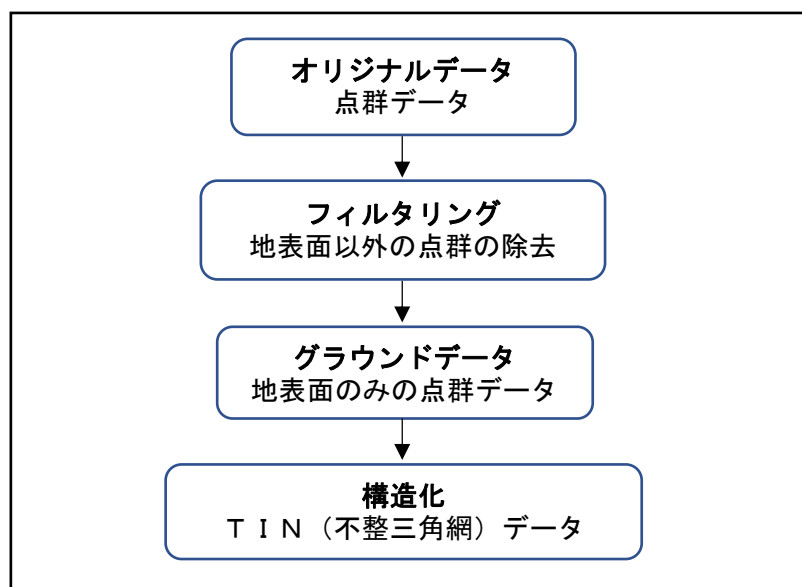 オリジナルデータ
点群データ
フィルタリング
地表面以外の点群の除去
グラウンドデータ
地表面のみの点群データ
構造化
ＴＩＮ（不整三角網）データ